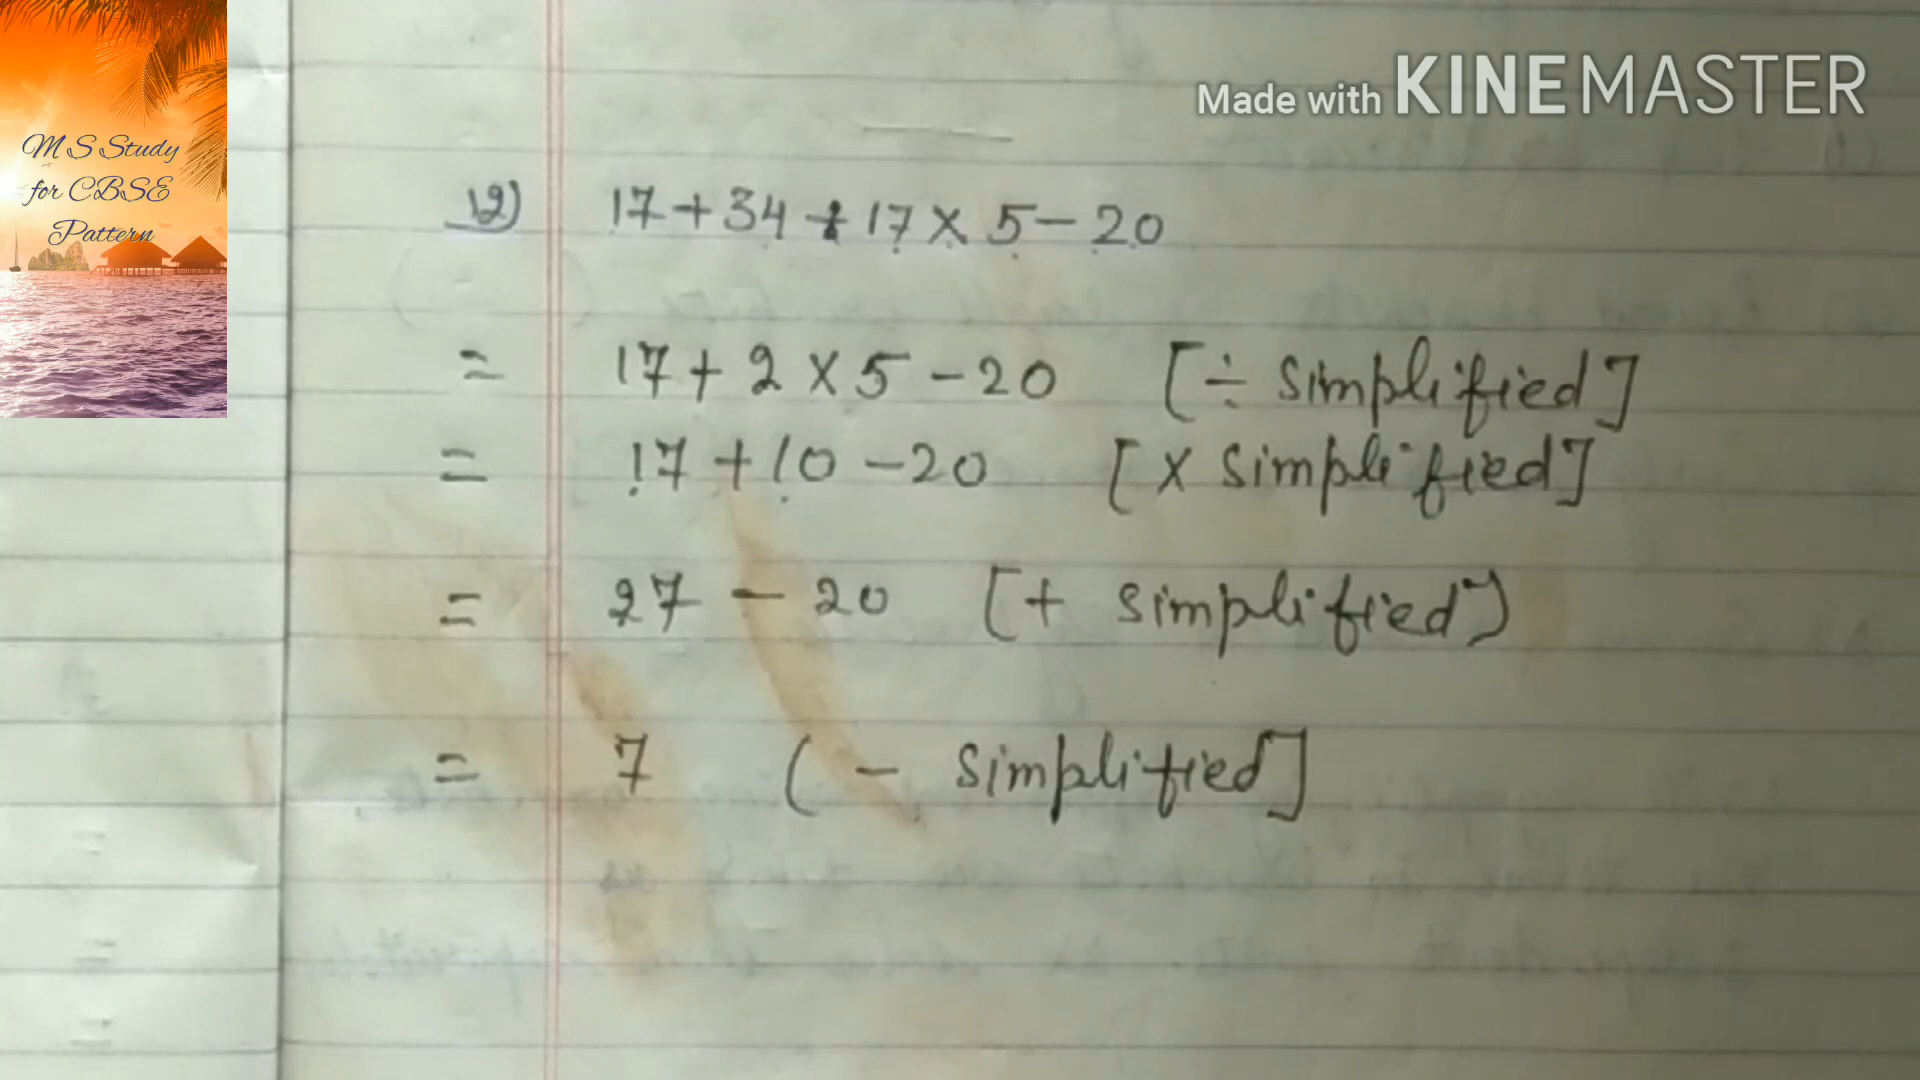 M S Study
for CBSE
Pattern
Made with KINEMASTER
12) 17+34÷17×5-20
= 17+2×5-20 [÷ simplified]
= 17+10-20 [× simplified]
= 27-20 [+ simplified)
= 7 (- simplified]